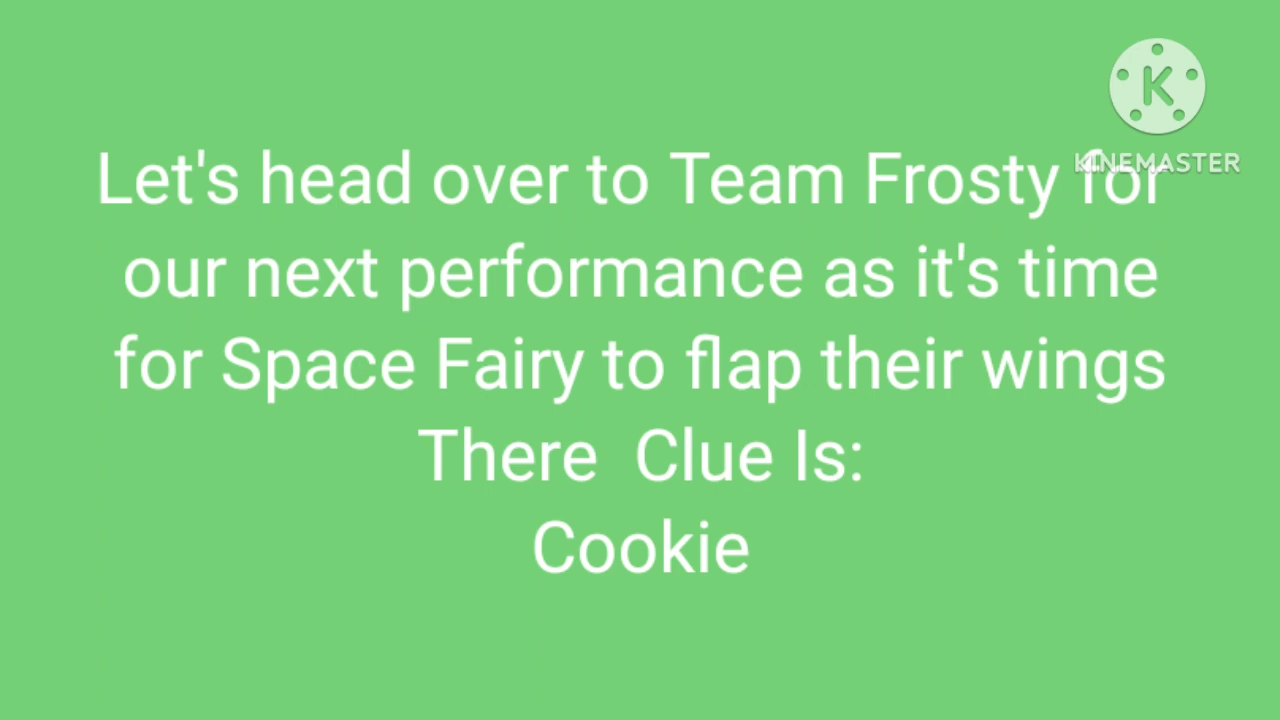 Let's head over to Team Frosty for
our next performance as it's time
for Space Fairy to flap their wings
There  Clue Is:
Cookie
K
KINEMASTER